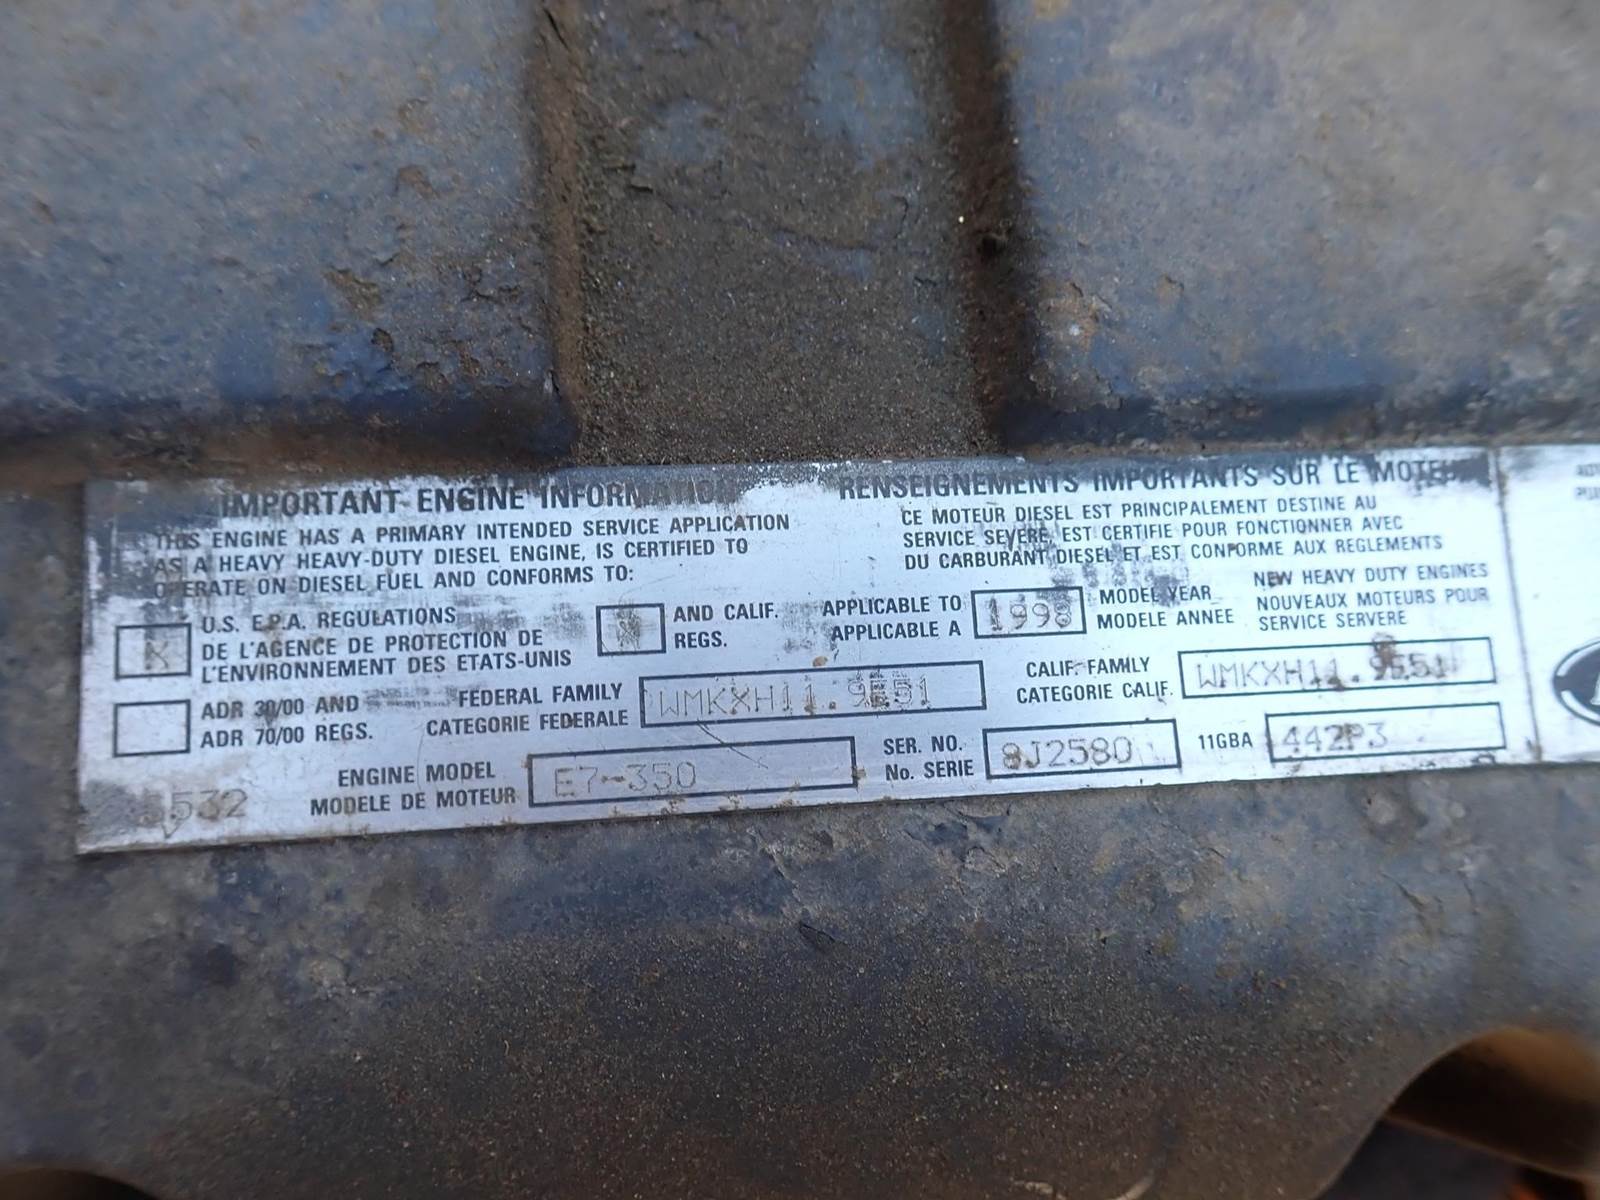 IMPORTANT ENGINE INFORMATION
THIS ENGINE HAS A PRIMARY INTENDED SERVICE APPLICATION
AS A HEAVY HEAVY-DUTY DIESEL ENGINE, IS CERTIFIED TO
OPERATE ON DIESEL FUEL AND CONFORMS TO:
RENSEIGNEMENTS IMPORTANTS SUR LE MOTEUR
CE MOTEUR DIESEL EST PRINCIPALEMENT DESTINE AU
SERVICE SEVERE, EST CERTIFIE POUR FONCTIONNER AVEC
DU CARBURANT DIESEL ET EST CONFORME AUX REGLEMENTS
X U.S. E.P.A. REGULATIONS
DE L'AGENCE DE PROTECTION DE
L'ENVIRONNEMENT DES ETATS-UNIS
X AND CALIF.
REGS.
APPLICABLE TO
APPLICABLE A
1998
MODEL YEAR
MODELE ANNEE
NEW HEAVY DUTY ENGINES
NOUVEAUX MOTEURS POUR
SERVICE SERVERE
ADR 30/00 AND
ADR 70/00 REGS.
FEDERAL FAMILY
CATEGORIE FEDERALE
WMKXH11.9E51
CALIF. FAMILY
CATEGORIE CALIF.
WMKXH11.9E51
ENGINE MODEL
MODELE DE MOTEUR
E7-350
SER. NO.
No. SERIE
8J2580
11GBA
442P3
5532